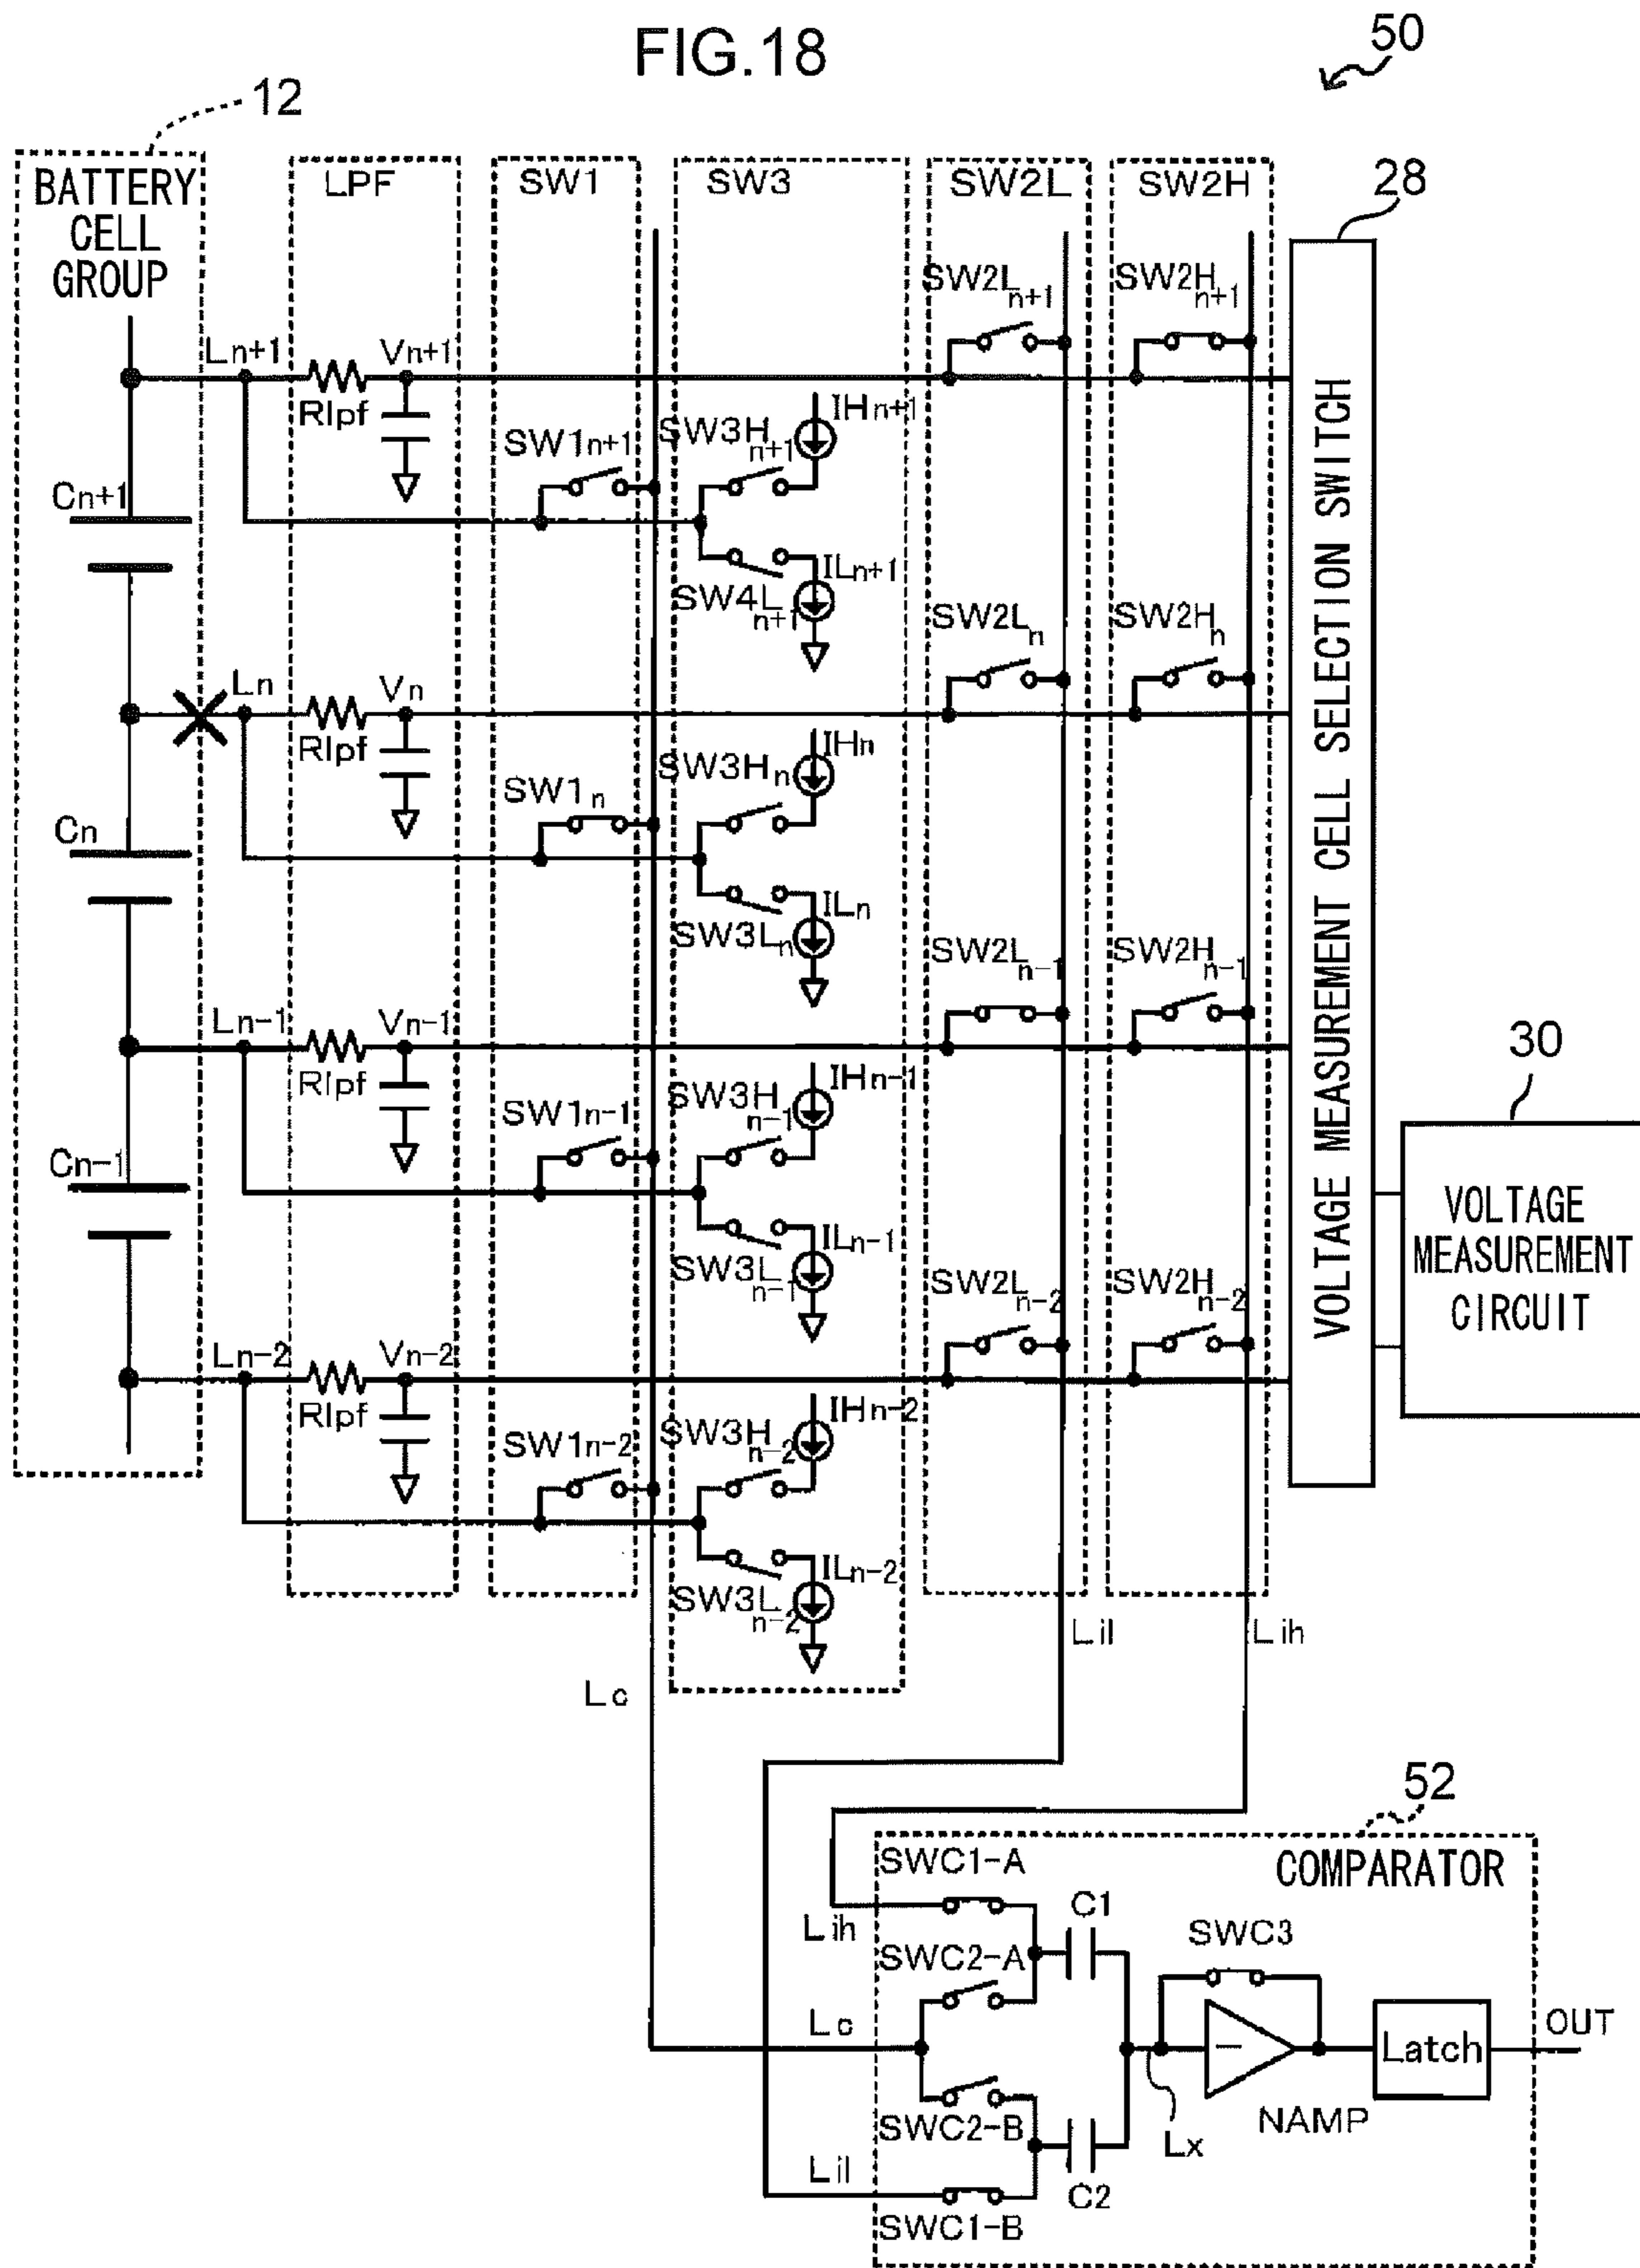 FIG.18
50
12
BATTERY
CELL
GROUP
LPF
SW1
SW3
SW2L
SW2H
28
SW2Ln+1
SW2Hn+1
Ln+1
Vn+1
Rlpf
IHn+1
SW3Hn+1
SW1n+1
Cn+1
ILn+1
SW4Ln+1
VOLTAGE MEASUREMENT CELL SELECTION SWITCH
SW2Ln
SW2Hn
Ln
Vn
Rlpf
IHn
SW3Hn
SW1n
Cn
ILn
SW3Ln
SW2Ln-1
SW2Hn-1
Ln-1
Vn-1
Rlpf
IHn-1
SW3Hn-1
SW1n-1
Cn-1
ILn-1
SW3Ln-1
30
VOLTAGE
MEASUREMENT
CIRCUIT
SW2Ln-2
SW2Hn-2
Ln-2
Vn-2
Rlpf
IHn-2
SW3Hn-2
SW1n-2
ILn-2
SW3Ln-2
Lil
Lih
Lc
52
COMPARATOR
SWC1-A
Lih
C1
SWC2-A
SWC3
Lc
Latch
OUT
SWC2-B
NAMP
Lx
Lil
C2
SWC1-B